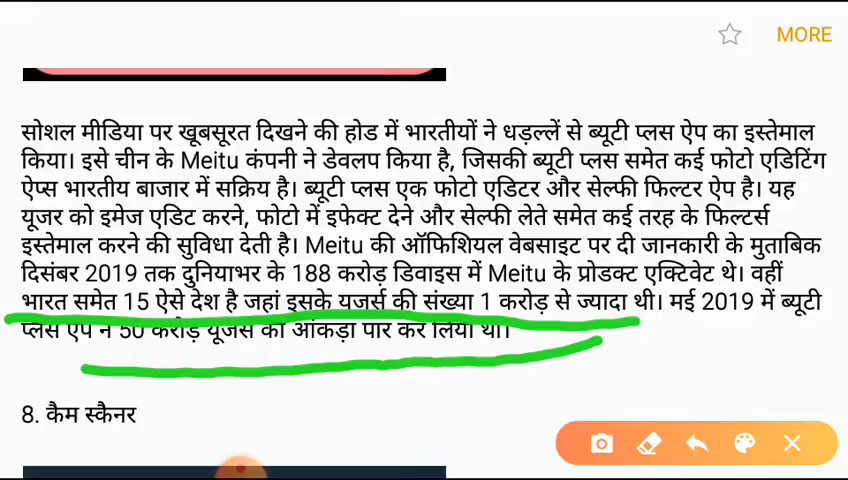 MORE
सोशल मीडिया पर खूबसूरत दिखने की होड में भारतीयों ने धड़ल्लें से ब्यूटी प्लस ऐप का इस्तेमाल
किया। इसे चीन के Meitu कंपनी ने डेवलप किया है, जिसकी ब्यूटी प्लस समेत कई फोटो एडिटिंग
ऐप्स भारतीय बाजार में सक्रिय है। ब्यूटी प्लस एक फोटो एडिटर और सेल्फी फिल्टर ऐप है। यह
यूजर को इमेज एडिट करने, फोटो में इफेक्ट देने और सेल्फी लेते समेत कई तरह के फिल्टर्स
इस्तेमाल करने की सुविधा देती है। Meitu की ऑफिशियल वेबसाइट पर दी जानकारी के मुताबिक
दिसंबर 2019 तक दुनियाभर के 188 करोड़ डिवाइस में Meitu के प्रोडक्ट एक्टिवेट थे। वहीं
भारत समेत 15 ऐसे देश है जहां इसके यूजर्स की संख्या 1 करोड़ से ज्यादा थी। मई 2019 में ब्यूटी
प्लस ऐप ने 50 करोड़ यूजर्स का आंकड़ा पार कर लिया था।
8. कैम स्कैनर